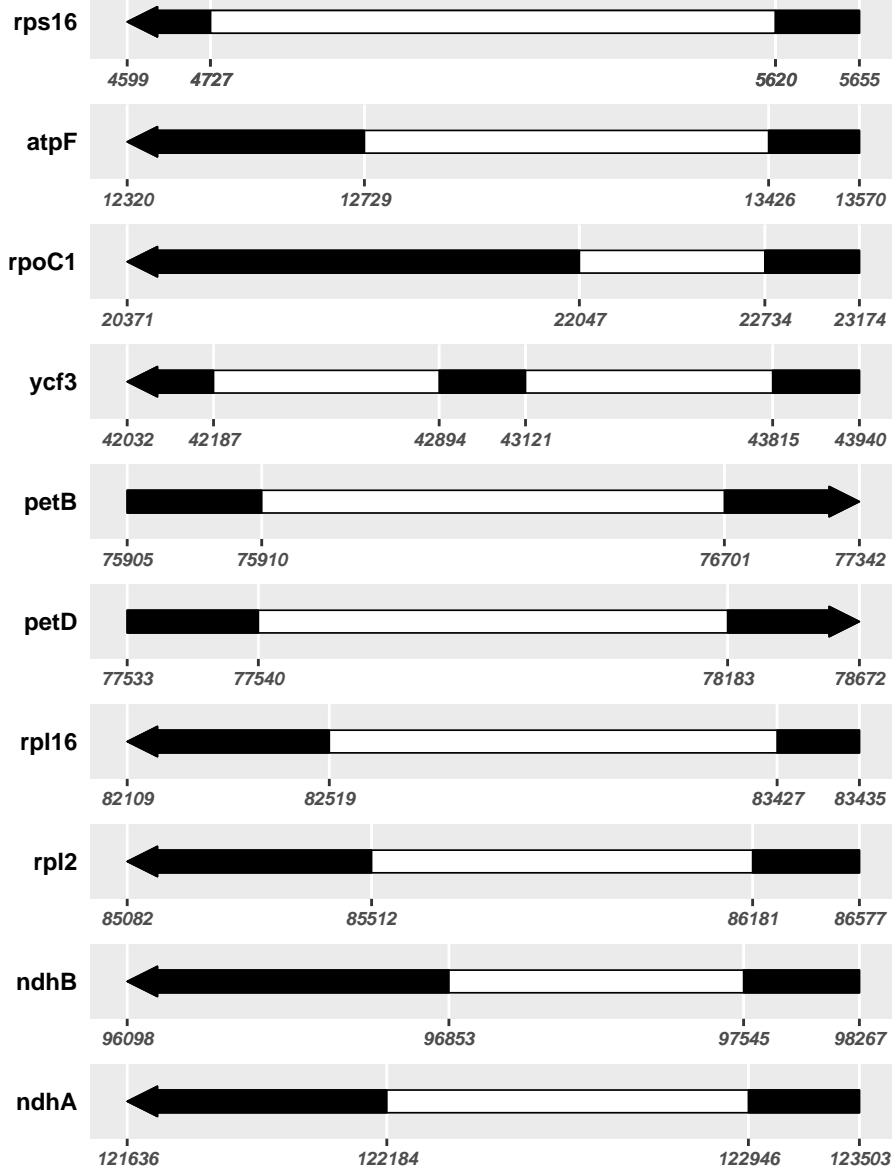 rps16
4599 4727 5620 5655
atpF
12320 12729 13426 13570
rpoC1
20371 22047 22734 23174
ycf3
42032 42187 42894 43121 43815 43940
petB
75905 75910 76701 77342
petD
77533 77540 78183 78672
rpl16
82109 82519 83427 83435
rpl2
85082 85512 86181 86577
ndhB
96098 96853 97545 98267
ndhA
121636 122184 122946 123503